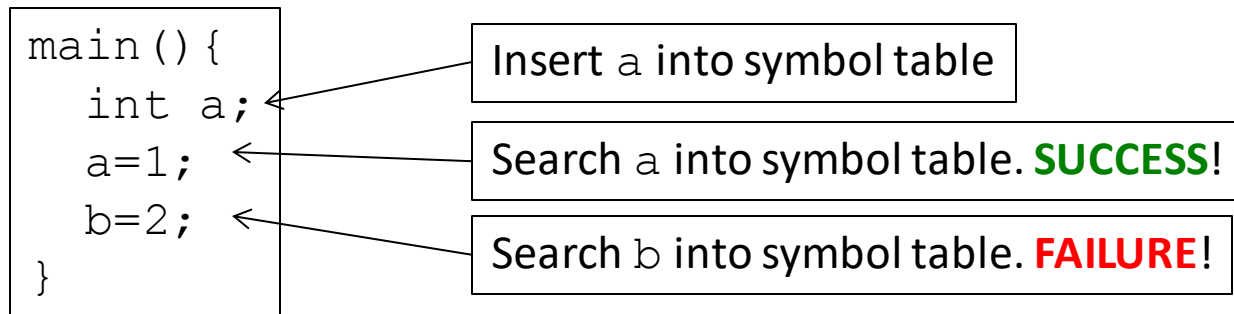 main(){
int a;
a=1;
b=2;
}
Insert a into symbol table
Search a into symbol table. SUCCESS!
Search b into symbol table. FAILURE!